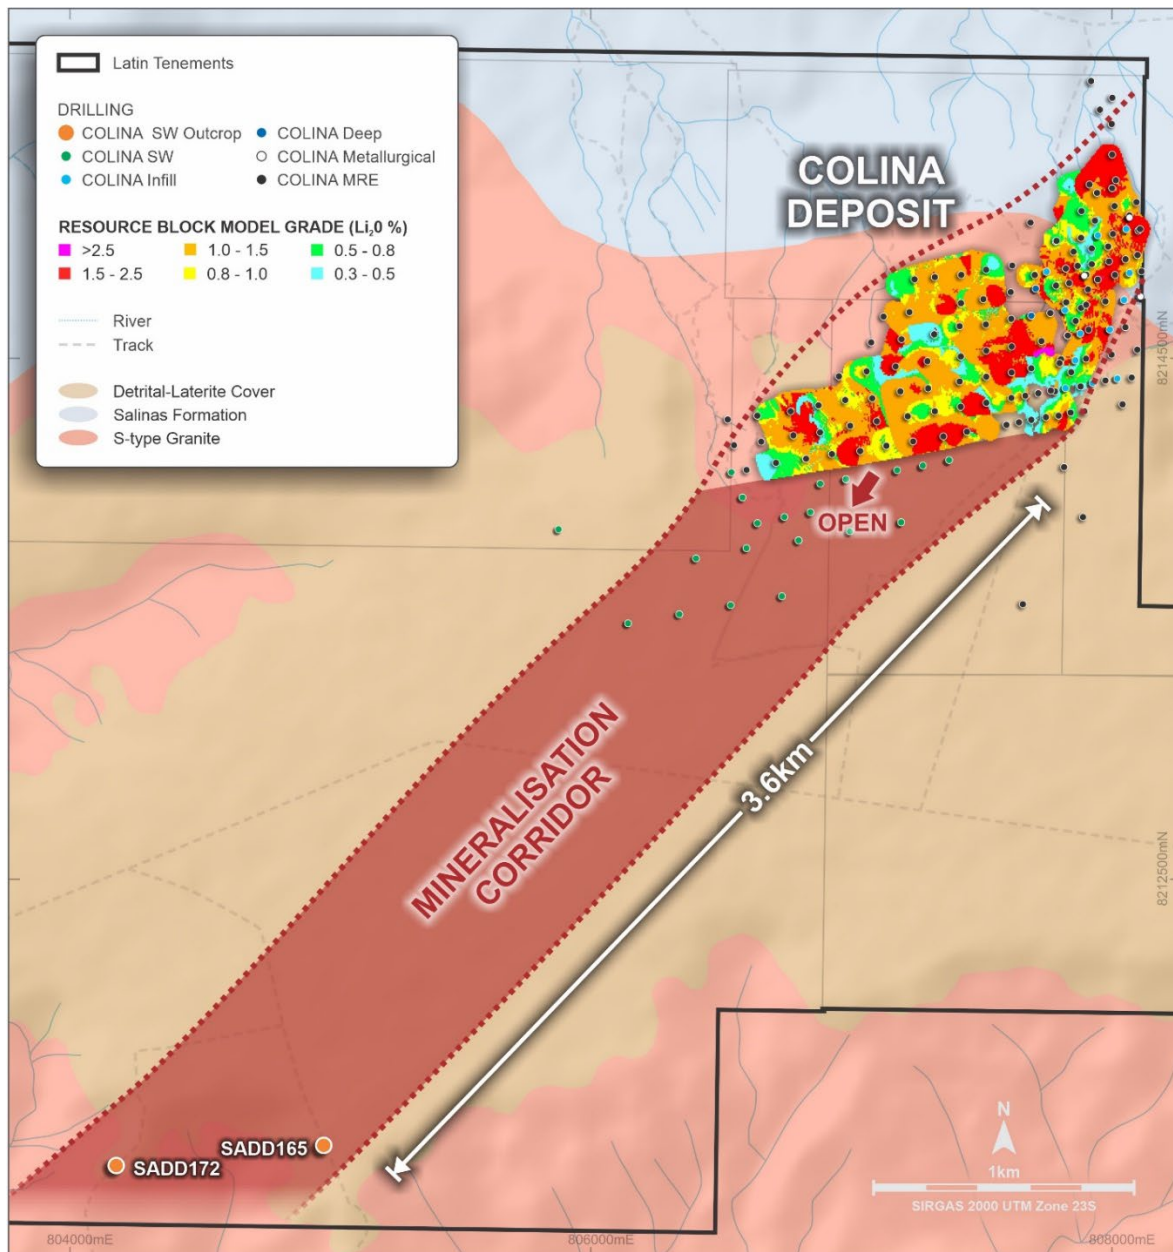 Latin Tenements
DRILLING
COLINA SW Outcrop
COLINA Deep
COLINA SW
COLINA Metallurgical
COLINA Infill
COLINA MRE
RESOURCE BLOCK MODEL GRADE (Li₂0 %)
>2.5
1.0 - 1.5
0.5 - 0.8
1.5 - 2.5
0.8 - 1.0
0.3 - 0.5
River
Track
Detrital-Laterite Cover
Salinas Formation
S-type Granite
COLINA
DEPOSIT
8214500mN
OPEN
MINERALISATION
CORRIDOR
3.6km
8212500mN
SADD165
SADD172
N
1km
SIRGAS 2000 UTM Zone 23S
804000mE
806000mE
808000mE